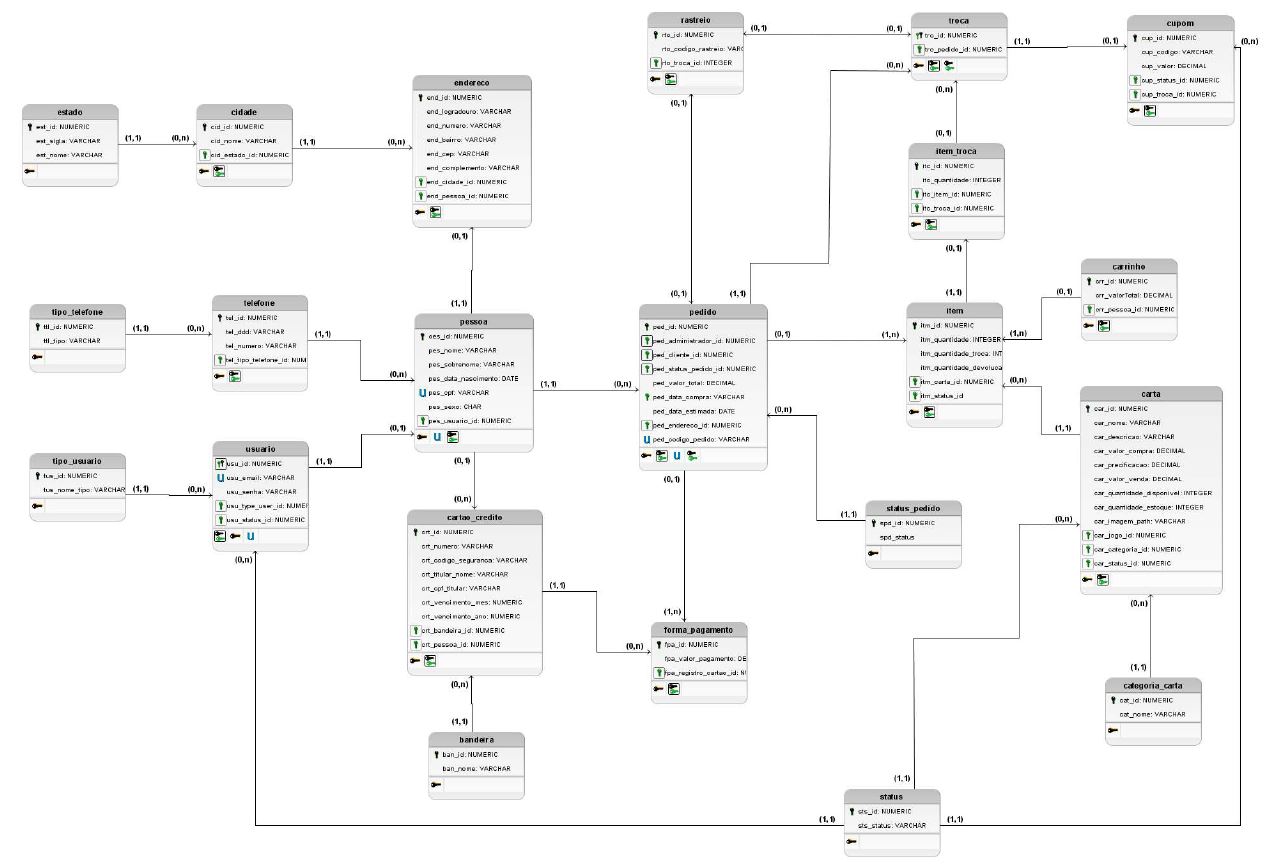 rastreio
rto_id: NUMERIC
rto_codigo_rastreio: VARC
rto_troca_id: INTEGER
(0,1)
(0,1)
(0,1)
troca
tro_id: NUMERIC
tro_pedido_id: NUMERIC
(1,1)
(0,1)
(0,n)
(0,n)
cupom
cup_id: NUMERIC
cup_codigo: VARCHAR
cup_valor: DECIMAL
cup_status_id: NUMERIC
cup_troca_id: NUMERIC
(0,n)
estado
est_id: NUMERIC
est_sigla: VARCHAR
est_nome: VARCHAR
(1,1)
(0,n)
cidade
cid_id: NUMERIC
cid_nome: VARCHAR
cid_estado_id: NUMERIC
(1,1)
(0,n)
endereco
end_id: NUMERIC
end_logradouro: VARCHAR
end_numero: VARCHAR
end_bairro: VARCHAR
end_cep: VARCHAR
end_complemento: VARCHAR
end_cidade_id: NUMERIC
end_pessoa_id: NUMERIC
(0,1)
(1,1)
(0,1)
item_troca
itc_quantidade: INTEGER
(0,1)
(1,1)
carrinho
crr_id: NUMERIC
crr_valorTotal: DECIMAL
crr_pessoa_id: NUMERIC
(0,1)
(1,n)
tipo_telefone
ttl_id: NUMERIC
ttl_tipo: VARCHAR
(1,1)
(0,n)
telefone
tel_id: NUMERIC
tel_ddd: VARCHAR
tel_numero: VARCHAR
tel_tipo_telefone_id: NUM
(1,1)
(0,n)
pessoa
pes_id: NUMERIC
pes_nome: VARCHAR
pes_sobrenome: VARCHAR
pes_data_nascimento: DATE
pes_cpf: VARCHAR
pes_sexo: CHAR
pes_usuario_id: NUMERIC
(1,1)
(0,n)
(0,1)
(1,1)
pedido
ped_id: NUMERIC
ped_administrador_id: NUMERIC
ped_cliente_id: NUMERIC
ped_status_pedido_id: NUMERIC
ped_valor_total: DECIMAL
ped_data_compra: VARCHAR
ped_data_estimada: DATE
ped_endereco_id: NUMERIC
ped_codigo_pedido: VARCHAR
(0,1)
(1,n)
(0,n)
(0,1)
item
itm_id: NUMERIC
itm_quantidade: NUMERIC
itm_quantidade_troca: INT
itm_quantidade_devoluca
itm_carta_id: NUMERIC
itm_status_id
(0,n)
(1,1)
carta
car_id: NUMERIC
car_nome: VARCHAR
car_descricao: VARCHAR
car_valor_compra: DECIMAL
car_precificacao: DECIMAL
car_valor_venda: DECIMAL
car_quantidade_disponivel: INTEGER
car_quantidade_estoque: INTEGER
car_imagem_path: VARCHAR
car_jogo_id: NUMERIC
car_categoria_id: NUMERIC
car_status_id: NUMERIC
(0,n)
(0,n)
(1,1)
tipo_usuario
tus_id: NUMERIC
tus_nome_tipo: VARCHAR
(1,1)
(0,n)
usuario
usu_id: NUMERIC
usu_email: VARCHAR
usu_senha: VARCHAR
usu_type_user_id: NUMER
usu_status_id: NUMERIC
(1,1)
(0,1)
(0,n)
(0,1)
(0,n)
cartao_credito
crt_id: NUMERIC
crt_numero: VARCHAR
crt_codigo_seguranca: VARCHAR
crt_titular_nome: VARCHAR
crt_cpf_titular: VARCHAR
crt_vencimento_mes: NUMERIC
crt_vencimento_ano: NUMERIC
crt_bandeira_id: NUMERIC
crt_pessoa_id: NUMERIC
(1,1)
(0,n)
(0,n)
(1,1)
bandeira
ban_id: NUMERIC
ban_nome: VARCHAR
(1,n)
forma_pagamento
fpa_id: NUMERIC
fpa_valor_pagamento: DE
fpa_registro_cartao_id: NU
status_pedido
spd_id: NUMERIC
spd_status
(1,1)
categoria_carta
cat_id: NUMERIC
cat_nome: VARCHAR
status
sts_id: NUMERIC
sts_status: VARCHAR
(1,1)
(1,1)
(1,1)